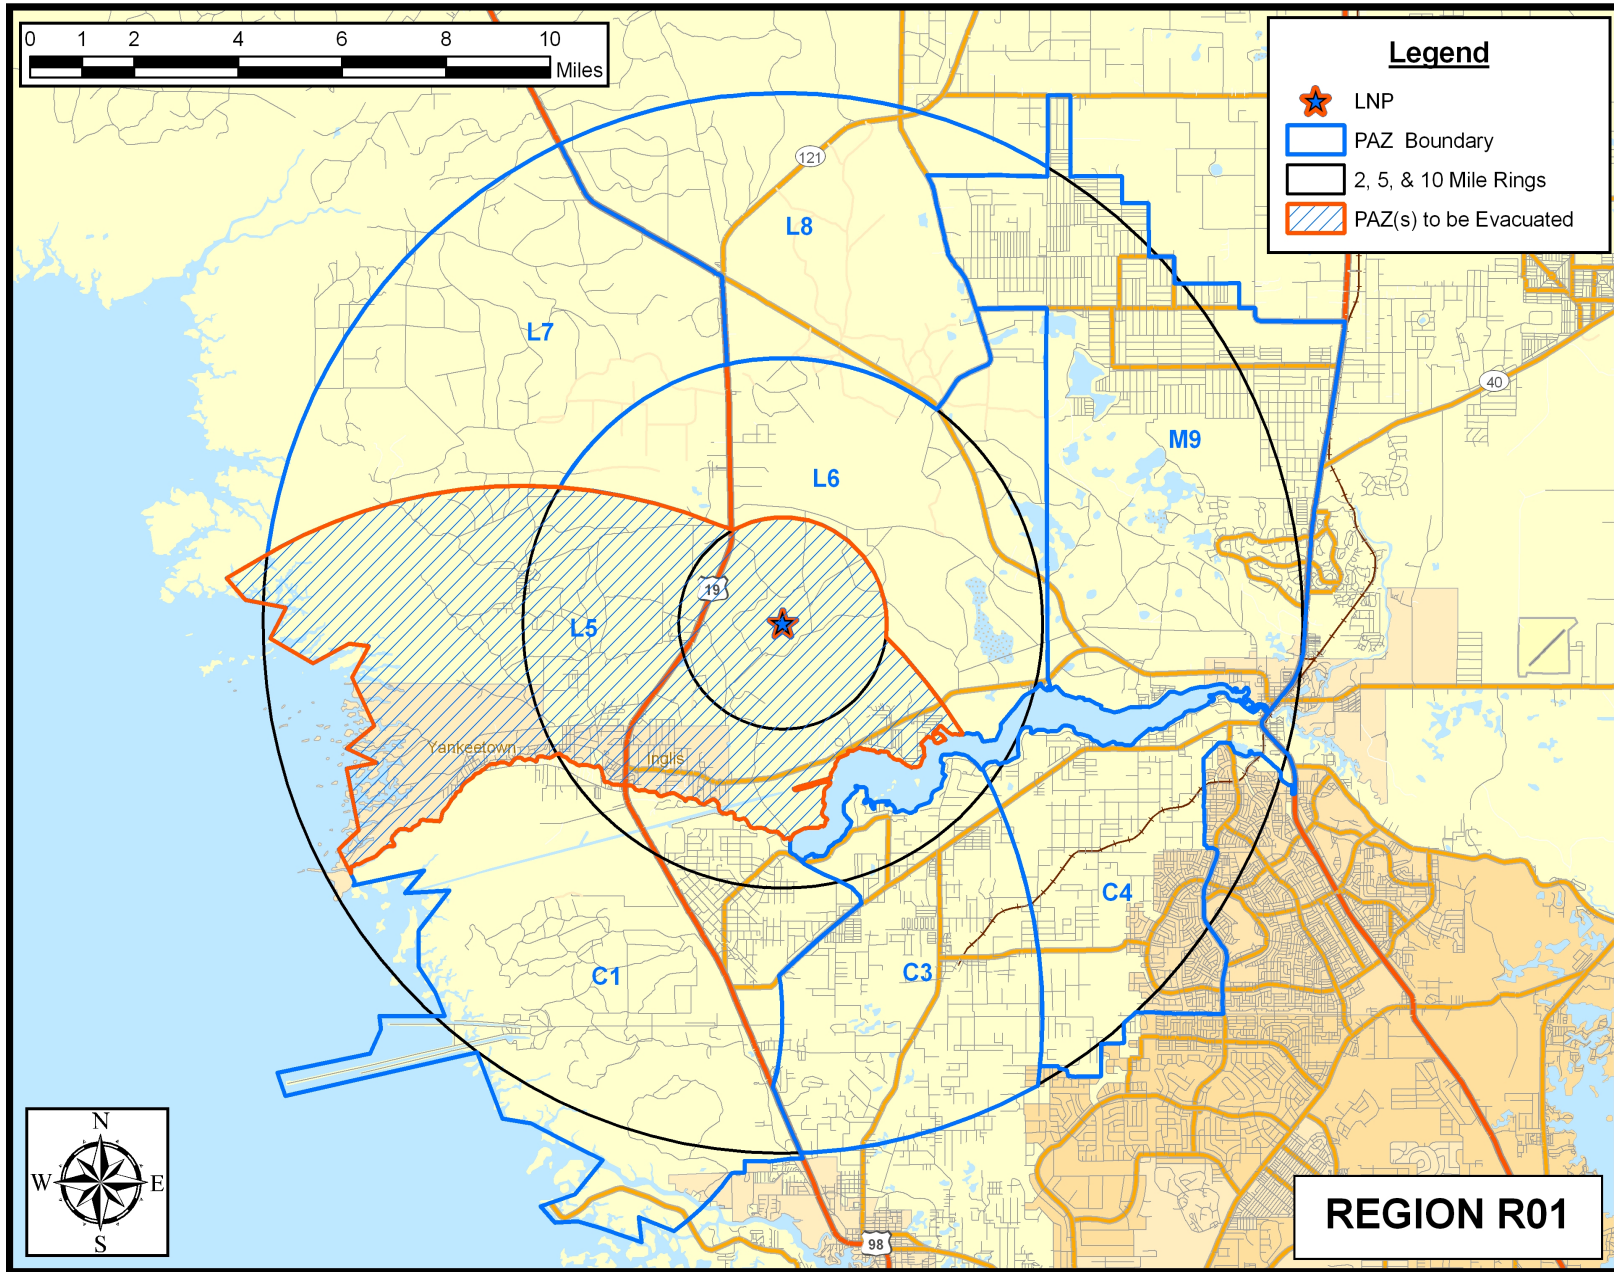 0 1 2 4 6 8 10
Miles
Legend
LNP
PAZ Boundary
2, 5, & 10 Mile Rings
PAZ(s) to be Evacuated
121
L8
L7
40
M9
L6
19
L5
Yankeetown
Inglis
C4
C3
C1
N
W E
S
98
REGION R01